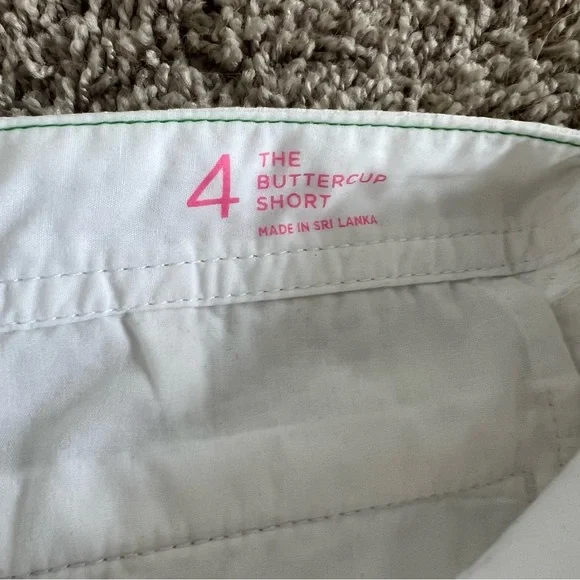 4
THE
BUTTERCUP
SHORT
MADE IN SRI LANKA